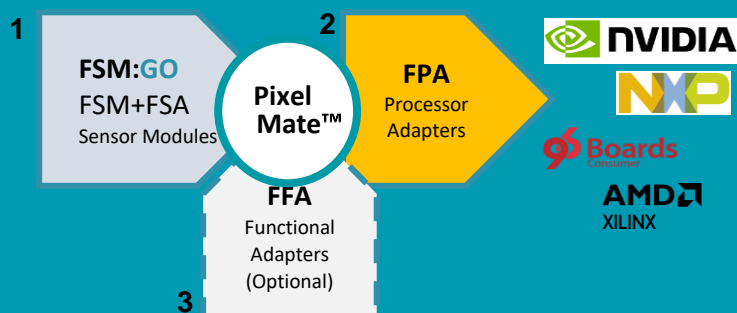 1
FSM:GO
FSM+FSA
Sensor Modules
Pixel
Mate™
2
FPA
Processor
Adapters
FFA
Functional
Adapters
(Optional)
3
NVIDIA
NXP
96 Boards
Consumer
AMD
XILINX